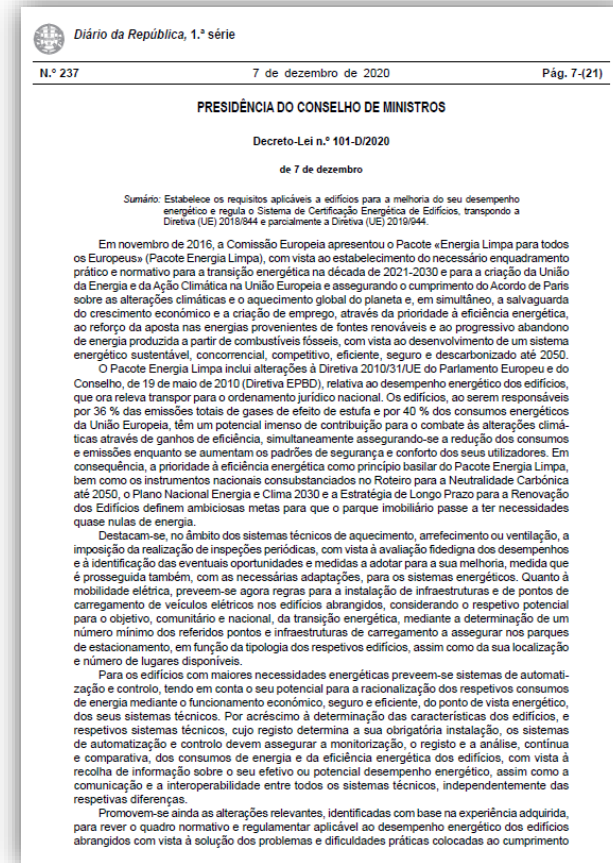 Diário da República, 1.ª série
N.º 237 7 de dezembro de 2020 Pág. 7-(21)
PRESIDÊNCIA DO CONSELHO DE MINISTROS
Decreto-Lei n.º 101-D/2020
de 7 de dezembro
Sumário: Estabelece os requisitos aplicáveis a edifícios para a melhoria do seu desempenho
energético e regula o Sistema de Certificação Energética de Edifícios, transpondo a
Diretiva (UE) 2018/844 e parcialmente a Diretiva (UE) 2019/944.
Em novembro de 2016, a Comissão Europeia apresentou o Pacote «Energia Limpa para todos
os Europeus» (Pacote Energia Limpa), com vista ao estabelecimento do necessário enquadramento
prático e normativo para a transição energética na década de 2021-2030 e para a criação da União
da Energia e da Ação Climática na União Europeia e assegurando o cumprimento do Acordo de Paris
sobre as alterações climáticas e o aquecimento global do planeta e, em simultâneo, a salvaguarda
do crescimento económico e a criação de emprego, através da prioridade à eficiência energética,
ao reforço da aposta nas energias provenientes de fontes renováveis e ao progressivo abandono
de energia produzida a partir de combustíveis fósseis, com vista ao desenvolvimento de um sistema
energético sustentável, concorrencial, competitivo, eficiente, seguro e descarbonizado até 2050.
O Pacote Energia Limpa inclui alterações à Diretiva 2010/31/UE do Parlamento Europeu e do
Conselho, de 19 de maio de 2010 (Diretiva EPBD), relativa ao desempenho energético dos edifícios,
que ora releva transpor para o ordenamento jurídico nacional. Os edifícios, ao serem responsáveis
por 36 % das emissões totais de gases de efeito de estufa e por 40 % dos consumos energéticos
da União Europeia, têm um potencial imenso de contribuição para o combate às alterações climá-
ticas através de ganhos de eficiência, simultaneamente assegurando-se a redução dos consumos
e emissões enquanto se aumentam os padrões de segurança e conforto dos seus utilizadores. Em
consequência, a prioridade à eficiência energética como princípio basilar do Pacote Energia Limpa,
bem como os instrumentos nacionais consubstanciados no Roteiro para a Neutralidade Carbónica
até 2050, o Plano Nacional Energia e Clima 2030 e a Estratégia de Longo Prazo para a Renovação
dos Edifícios definem ambiciosas metas para que o parque imobiliário passe a ter necessidades
quase nulas de energia.
Destacam-se, no âmbito dos sistemas técnicos de aquecimento, arrefecimento ou ventilação, a
imposição da realização de inspeções periódicas, com vista à avaliação fidedigna dos desempenhos
e à identificação das eventuais oportunidades e medidas a adotar para a sua melhoria, medida que
é prosseguida também, com as necessárias adaptações, para os sistemas energéticos. Quanto à
mobilidade elétrica, preveem-se agora regras para a instalação de infraestruturas e de pontos de
carregamento de veículos elétricos nos edifícios abrangidos, considerando o respetivo potencial
para o objetivo, comunitário e nacional, da transição energética, mediante a determinação de um
número mínimo dos referidos pontos e infraestruturas de carregamento a assegurar nos parques
de estacionamento, em função da tipologia dos respetivos edifícios, assim como da sua localização
e número de lugares disponíveis.
Para os edifícios com maiores necessidades energéticas preveem-se sistemas de automati-
zação e controlo, tendo em conta o seu potencial para a racionalização dos respetivos consumos
de energia mediante o funcionamento económico, seguro e eficiente, do ponto de vista energético,
dos seus sistemas técnicos. Por acréscimo à determinação das características dos edifícios, e
respetivos sistemas técnicos, cujo registo determina a sua obrigatória instalação, os sistemas
de automatização e controlo devem assegurar a monitorização, o registo e a análise, contínua
e comparativa, dos consumos de energia e da eficiência energética dos edifícios, com vista à
recolha de informação sobre o seu efetivo ou potencial desempenho energético, assim como a
comunicação e a interoperabilidade entre todos os sistemas técnicos, independentemente das
respetivas diferenças.
Promovem-se ainda as alterações relevantes, identificadas com base na experiência adquirida,
para rever o quadro normativo e regulamentar aplicável ao desempenho energético dos edifícios
abrangidos com vista à solução dos problemas e dificuldades práticas colocadas ao cumprimento